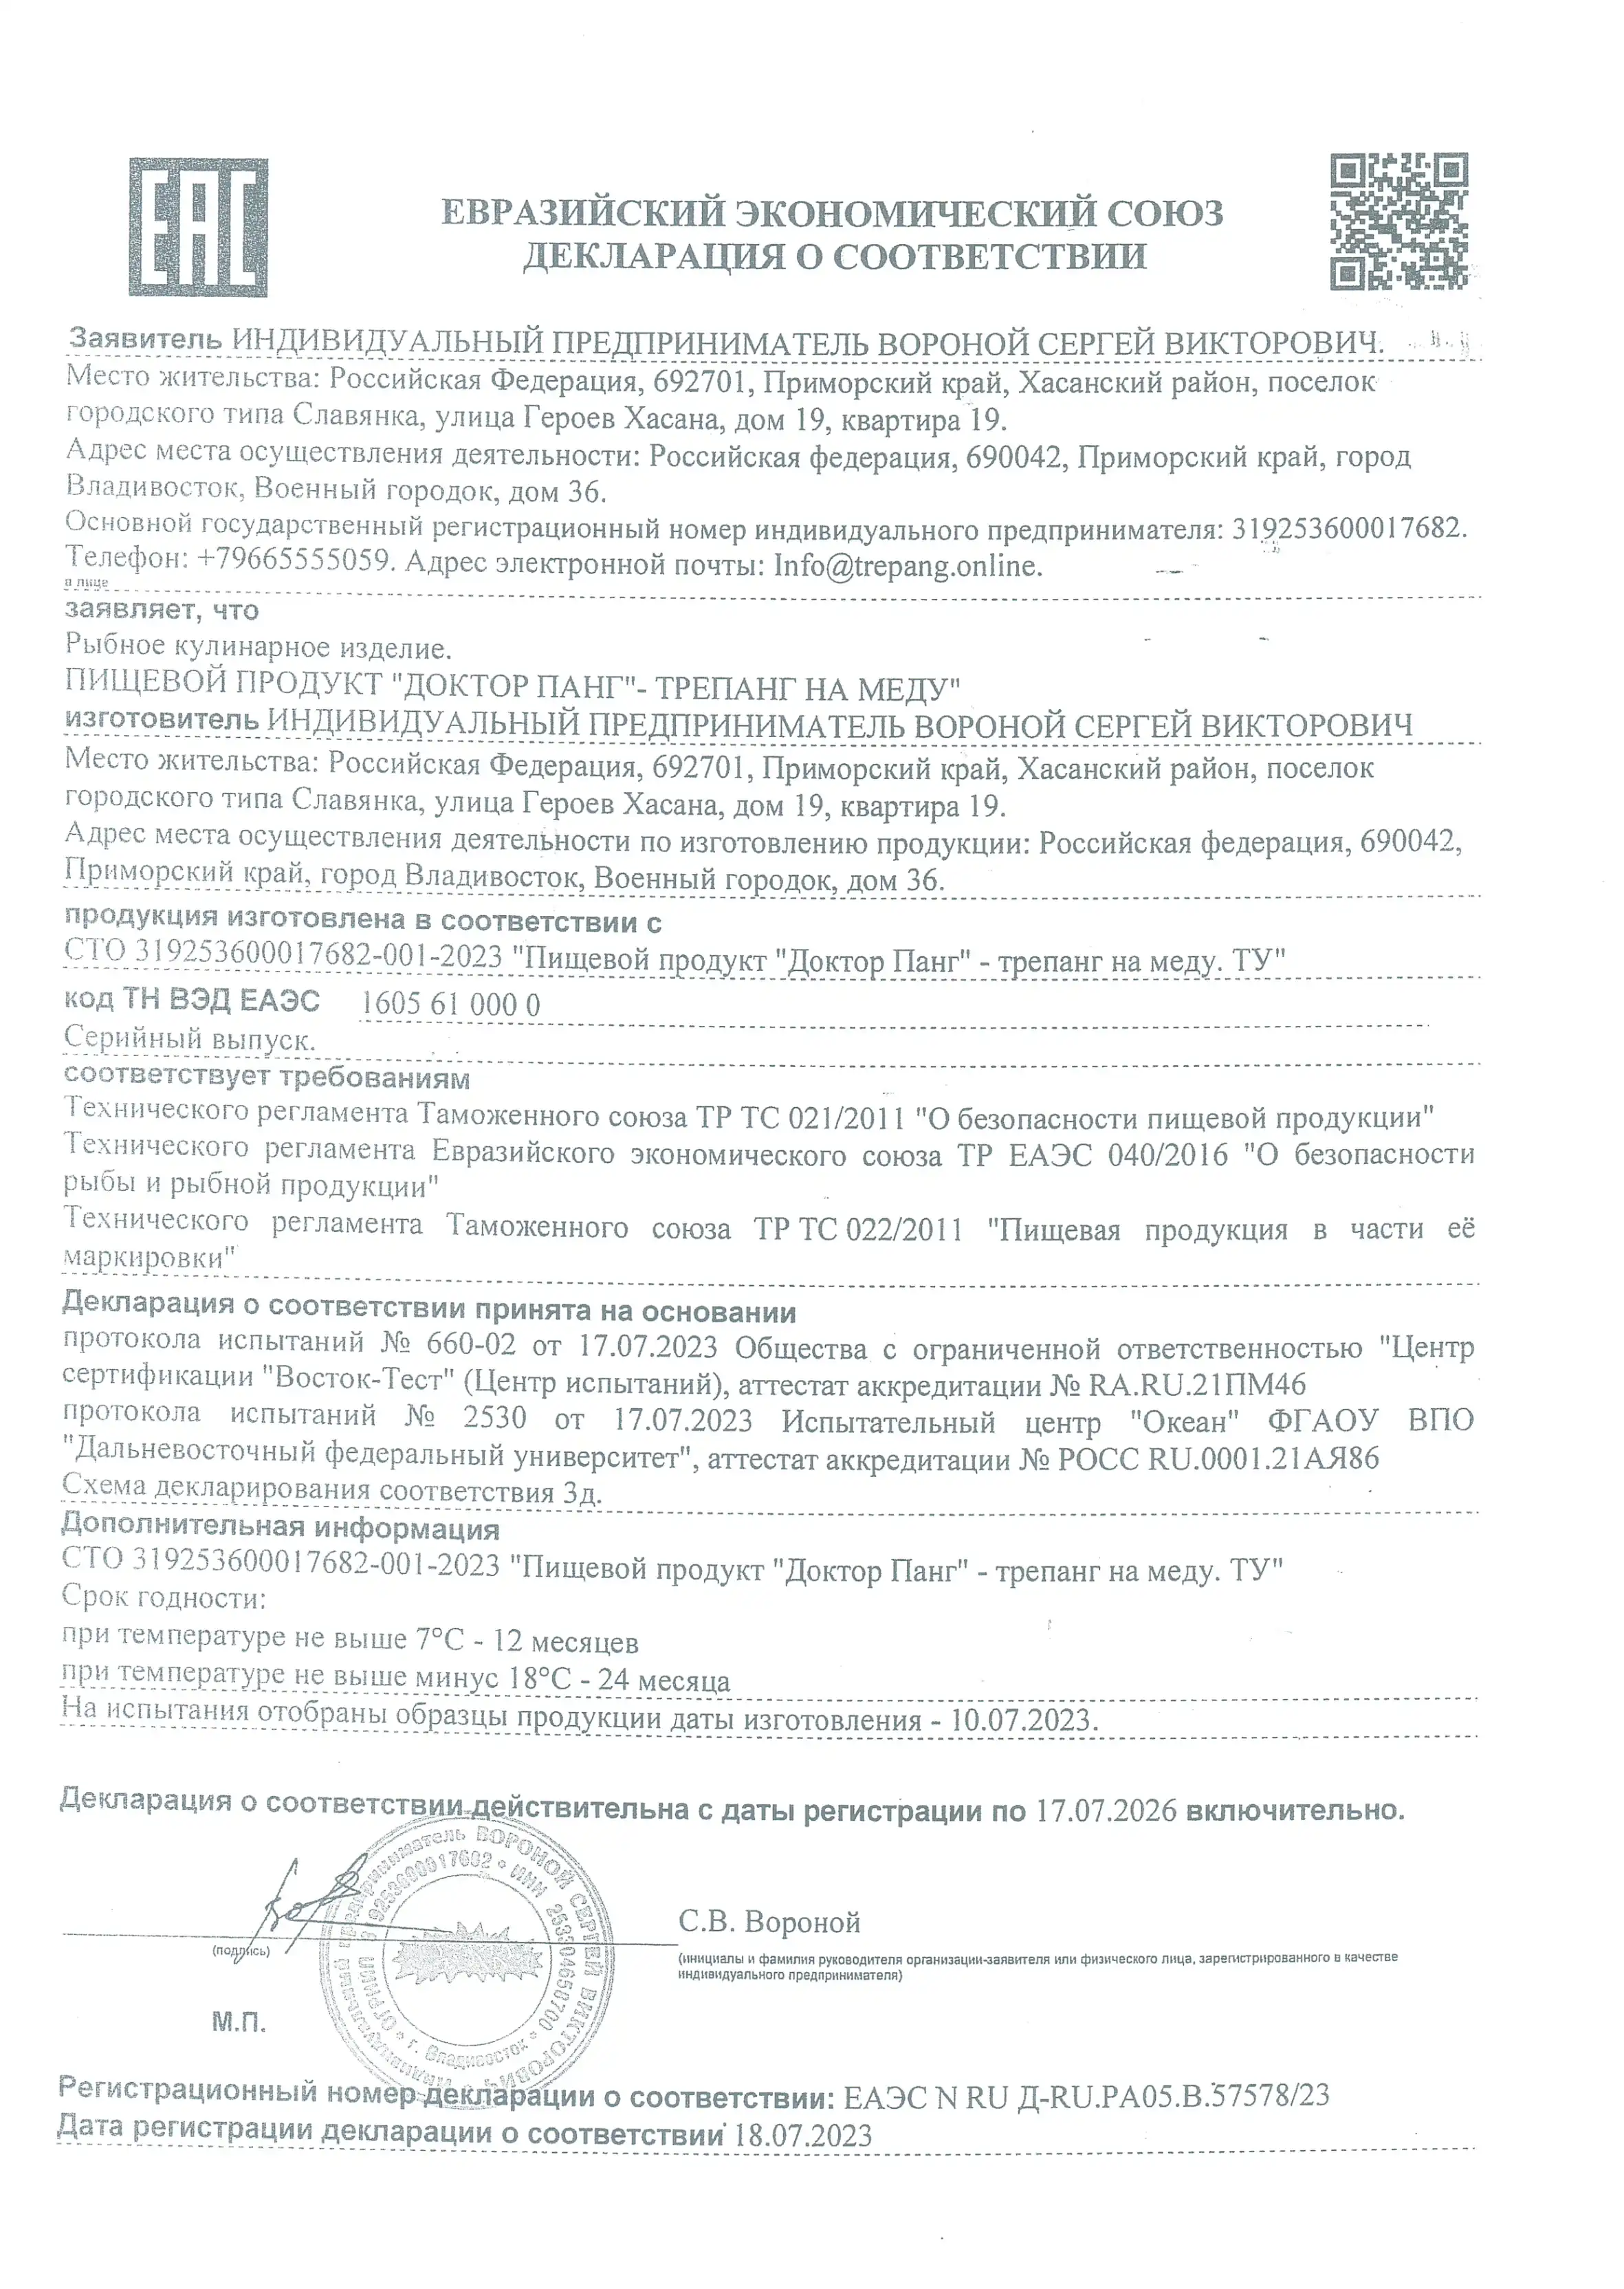 ЕАС
ЕВРАЗИЙСКИЙ ЭКОНОМИЧЕСКИЙ СОЮЗ
ДЕКЛАРАЦИЯ О СООТВЕТСТВИИ
Заявитель ИНДИВИДУАЛЬНЫЙ ПРЕДПРИНИМАТЕЛЬ ВОРОНОЙ СЕРГЕЙ ВИКТОРОВИЧ.
Место жительства: Российская Федерация, 692701, Приморский край, Хасанский район, поселок
городского типа Славянка, улица Героев Хасана, дом 19, квартира 19.
Адрес места осуществления деятельности: Российская федерация, 690042, Приморский край, город
Владивосток, Военный городок, дом 36.
Основной государственный регистрационный номер индивидуального предпринимателя: 319253600017682.
Телефон: +79665555059. Адрес электронной почты: Info@trepang.online.
в лице
заявляет, что
Рыбное кулинарное изделие.
ПИЩЕВОЙ ПРОДУКТ "ДОКТОР ПАНГ"- ТРЕПАНГ НА МЕДУ"
изготовитель ИНДИВИДУАЛЬНЫЙ ПРЕДПРИНИМАТЕЛЬ ВОРОНОЙ СЕРГЕЙ ВИКТОРОВИЧ
Место жительства: Российская Федерация, 692701, Приморский край, Хасанский район, поселок
городского типа Славянка, улица Героев Хасана, дом 19, квартира 19.
Адрес места осуществления деятельности по изготовлению продукции: Российская федерация, 690042,
Приморский край, город Владивосток, Военный городок, дом 36.
продукция изготовлена в соответствии с
СТО 319253600017682-001-2023 "Пищевой продукт "Доктор Панг" - трепанг на меду. ТУ"
код ТН ВЭД ЕАЭС 1605 61 000 0
Серийный выпуск.
соответствует требованиям
Технического регламента Таможенного союза ТР ТС 021/2011 "О безопасности пищевой продукции"
Технического регламента Евразийского экономического союза ТР ЕАЭС 040/2016 "О безопасности
рыбы и рыбной продукции"
Технического регламента Таможенного союза ТР ТС 022/2011 "Пищевая продукция в части её
маркировки"
Декларация о соответствии принята на основании
протокола испытаний № 660-02 от 17.07.2023 Общества с ограниченной ответственностью "Центр
сертификации "Восток-Тест" (Центр испытаний), аттестат аккредитации № RA.RU.21ПМ46
протокола испытаний № 2530 от 17.07.2023 Испытательный центр "Океан" ФГАОУ ВПО
"Дальневосточный федеральный университет", аттестат аккредитации № РОСС RU.0001.21АЯ86
Схема декларирования соответствия 3д.
Дополнительная информация
СТО 319253600017682-001-2023 "Пищевой продукт "Доктор Панг" - трепанг на меду. ТУ"
Срок годности:
при температуре не выше 7°С - 12 месяцев
при температуре не выше минус 18°С - 24 месяца
На испытания отобраны образцы продукции даты изготовления - 10.07.2023.
Декларация о соответствии действительна с даты регистрации по 17.07.2026 включительно.
Индивидуальный предприниматель ВОРОНОЙ СЕРГЕЙ ВИКТОРОВИЧ
г. Владивосток
С.В. Вороной
(подпись)
(инициалы и фамилия руководителя организации-заявителя или физического лица, зарегистрированного в качестве
индивидуального предпринимателя)
М.П.
Регистрационный номер декларации о соответствии: ЕАЭС N RU Д-RU.РА05.В.57578/23
Дата регистрации декларации о соответствии 18.07.2023